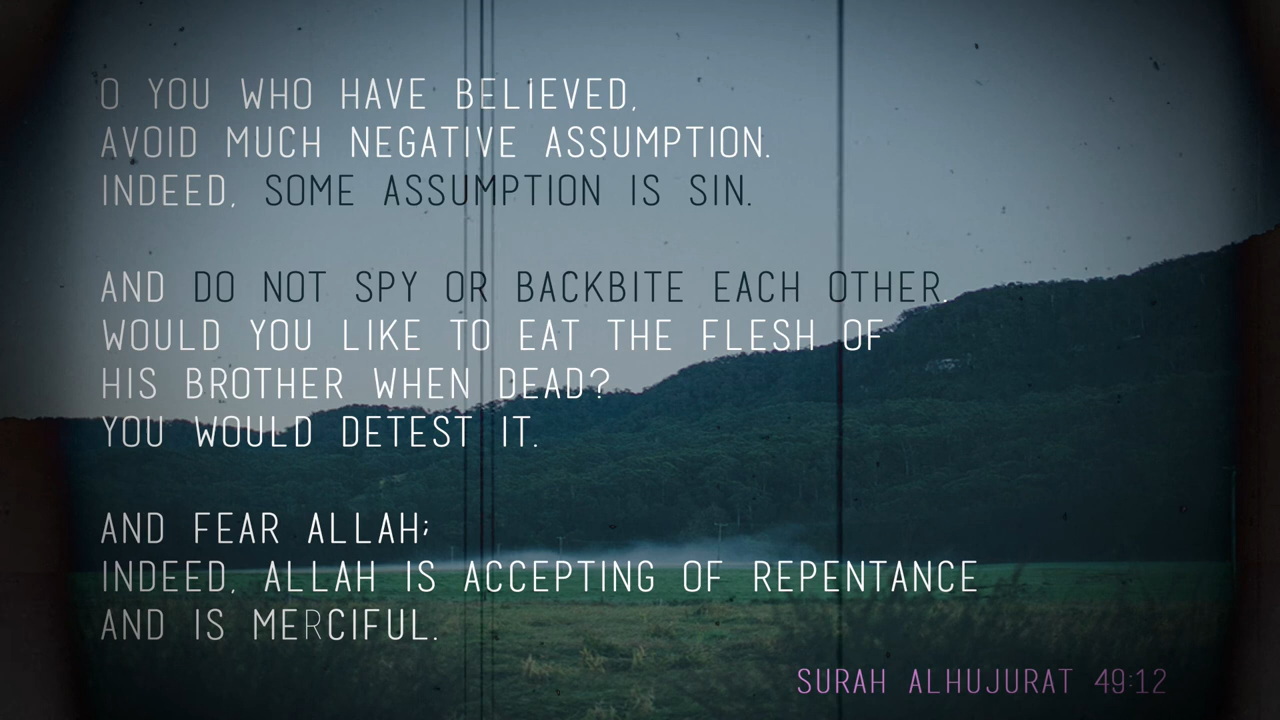 O YOU WHO HAVE BELIEVED,
AVOID MUCH NEGATIVE ASSUMPTION.
INDEED, SOME ASSUMPTION IS SIN.
AND DO NOT SPY OR BACKBITE EACH OTHER.
WOULD YOU LIKE TO EAT THE FLESH OF
HIS BROTHER WHEN DEAD?
YOU WOULD DETEST IT.
AND FEAR ALLAH;
INDEED, ALLAH IS ACCEPTING OF REPENTANCE
AND IS MERCIFUL.
SURAH ALHUJURAT 49:12